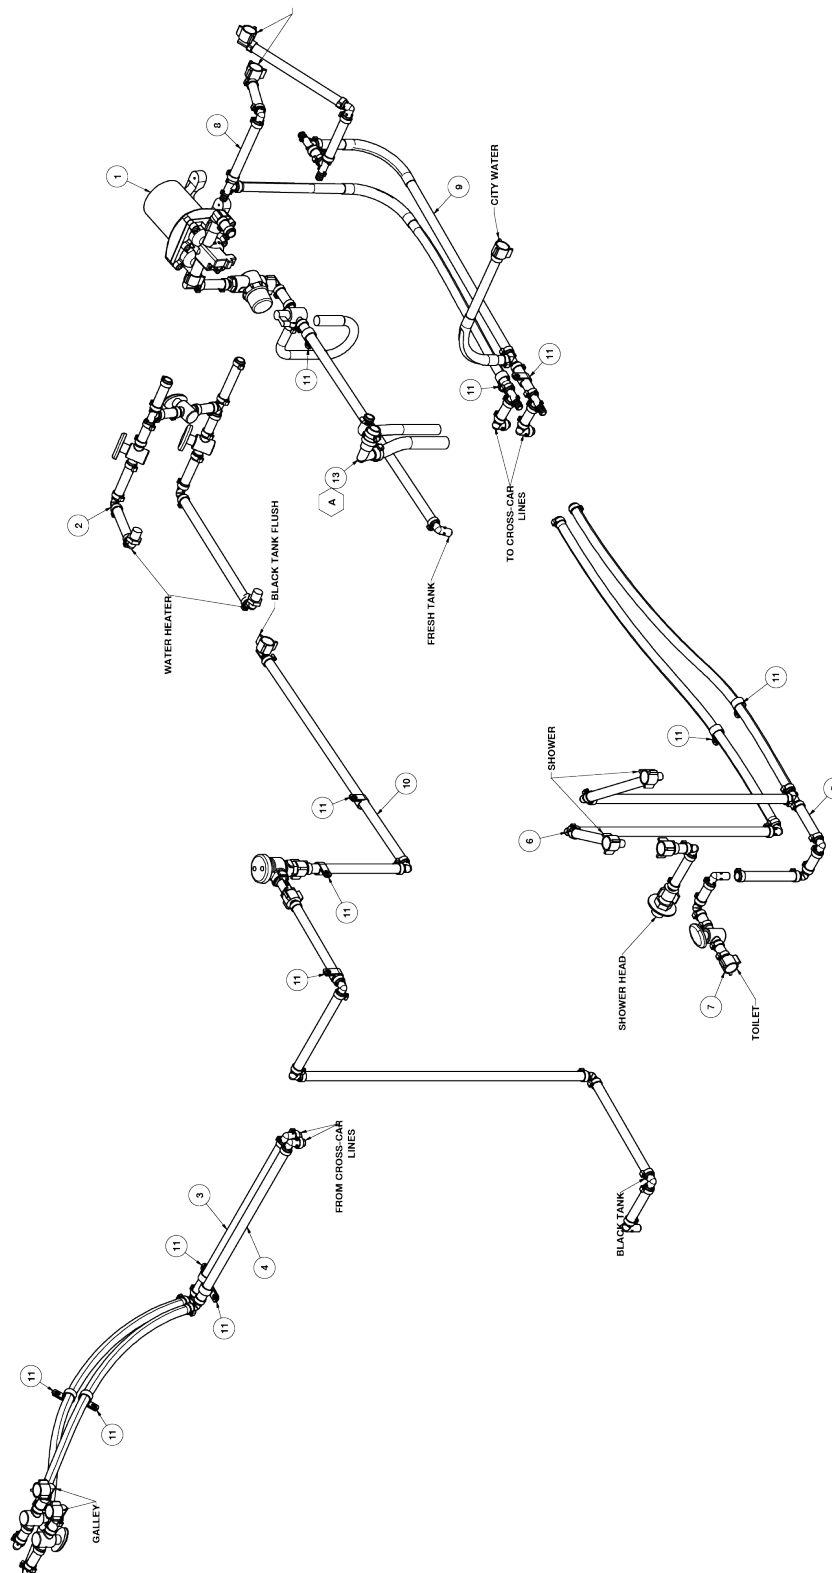 11
2
GALLEY
11
1
WATER HEATER
11
3
8
11
4
BLACK TANK FLUSH
11
11
11
A
13
FROM CROSS-CAR
LINES
11
10
FRESH TANK
9
11
CITY WATER
TO CROSS-CAR
LINES
6
11
SHOWER
BLACK TANK
SHOWER HEAD
11
7
TOILET
11